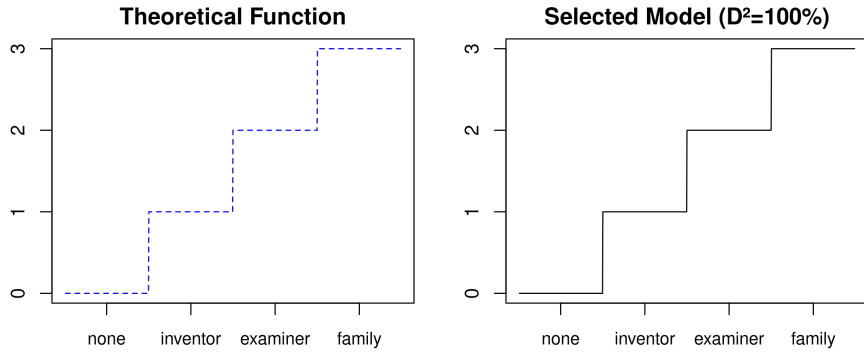 Theoretical Function
3
2
1
0
none inventor examiner family
Selected Model (D²=100%)
3
2
1
0
none inventor examiner family